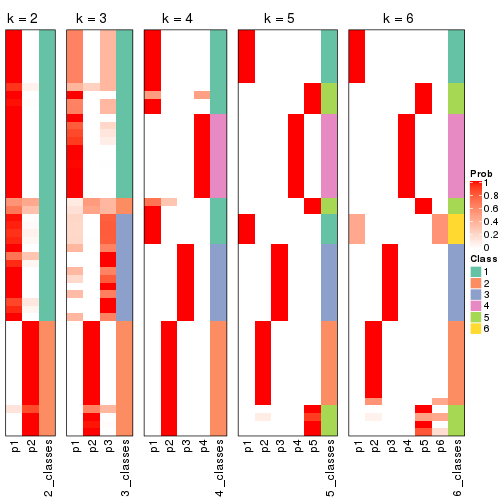 k = 2
k = 3
k = 4
k = 5
k = 6
Prob
1
0.8
0.6
0.4
0.2
0
Class
1
2
3
4
5
6
p1
p2
2_classes
p1
p2
p3
3_classes
p1
p2
p3
p4
4_classes
p1
p2
p3
p4
p5
5_classes
p1
p2
p3
p4
p5
p6
6_classes